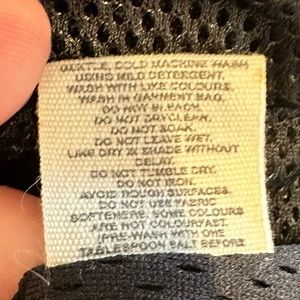 GENTLE, COLD MACHINE WASH
USING MILD DETERGENT.
WASH WITH LIKE COLOURS.
WASH IN GARMENT BAG.
DO NOT BLEACH.
DO NOT DRYCLEAN.
DO NOT SOAK.
DO NOT LEAVE WET.
LINE DRY IN SHADE WITHOUT
DELAY.
DO NOT TUMBLE DRY.
DO NOT IRON.
AVOID ROUGH SURFACES.
DO NOT USE FABRIC
SOFTENERS. SOME COLOURS
ARE NOT COLOURFAST.
(PRE-WASH WITH ONE
TABLESPOON SALT BEFORE